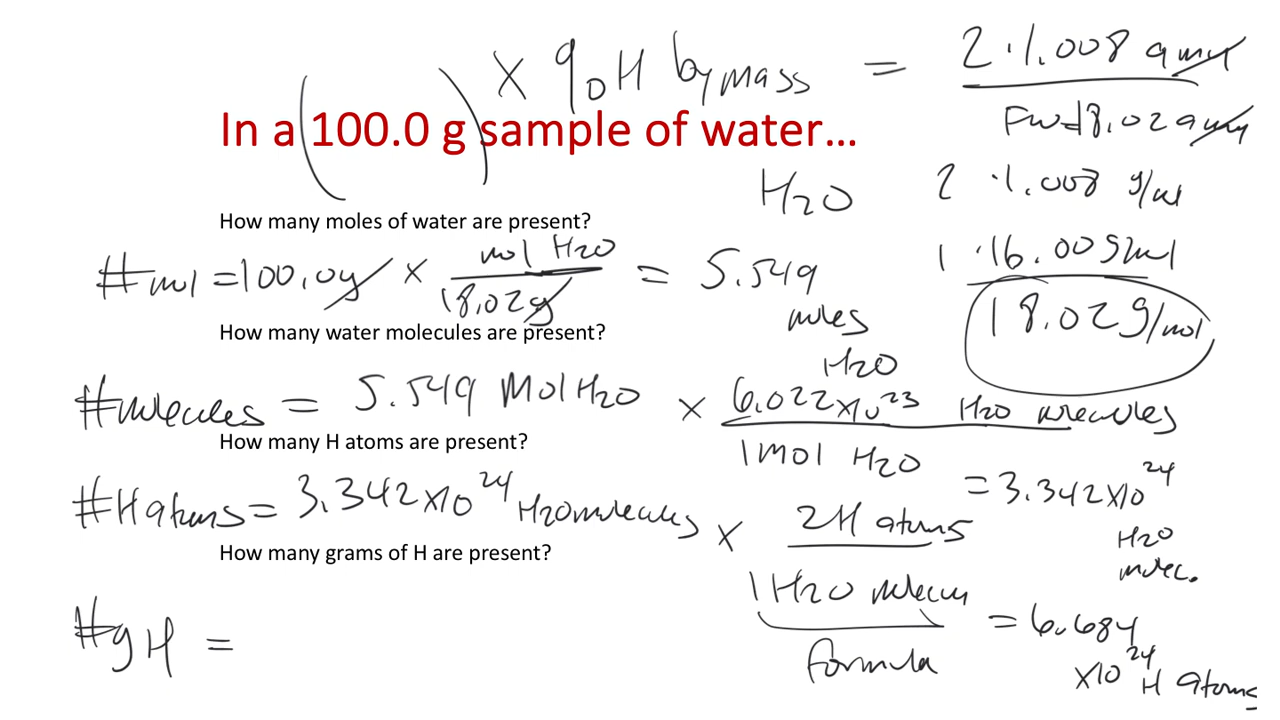 × % H by mass = 2 · 1.008 amu
FW = 18.02 amu
In a (100.0 g) sample of water...
H2O
2 · 1.008 g/ml
How many moles of water are present?
#mol = 100.0g × mol H2O = 5.549 moles H2O
18.02g
1 · 16.00 g/ml
18.02 g/mol
How many water molecules are present?
#molecules = 5.549 Mol H2O × 6.022×10^23 H2O molecules
1 mol H2O
= 3.342×10^24
H2O
molec.
How many H atoms are present?
#H atoms = 3.342×10^24 H2O molecules × 2H atoms
1 H2O molecule
formula
= 6.684
×10^24 H atoms
How many grams of H are present?
#g H =